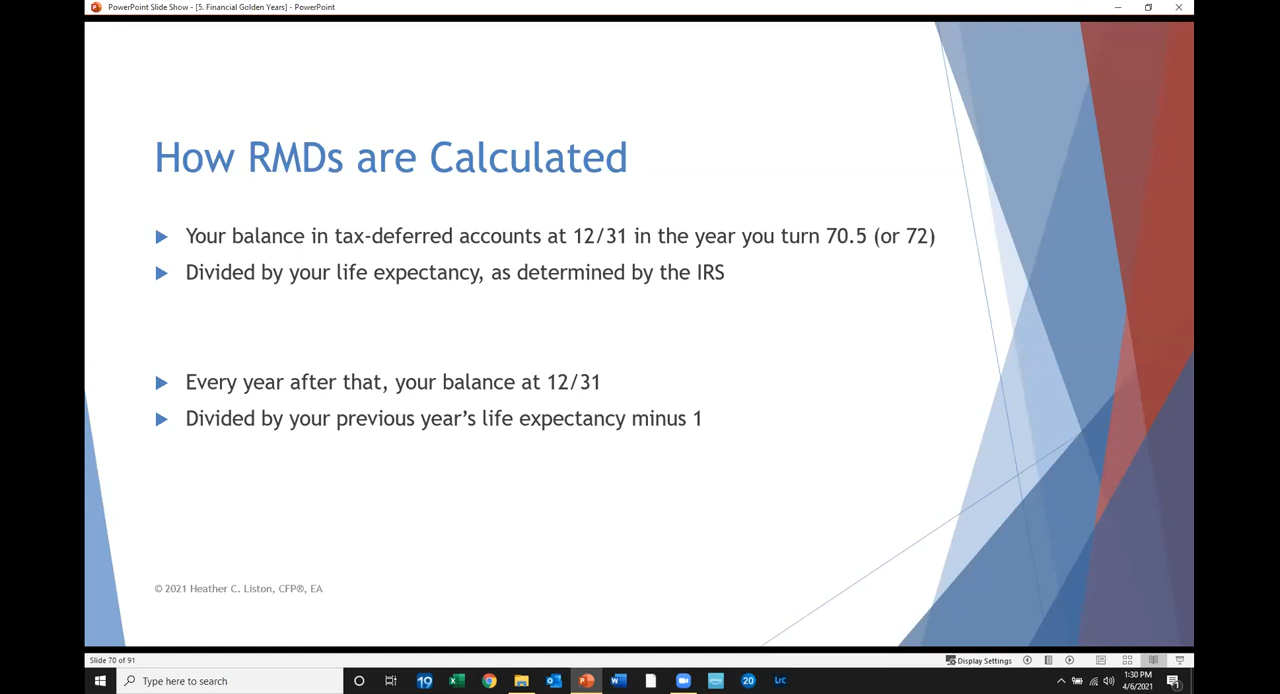 PowerPoint Slide Show - [5. Financial Golden Years] - PowerPoint
How RMDs are Calculated
Your balance in tax-deferred accounts at 12/31 in the year you turn 70.5 (or 72)
Divided by your life expectancy, as determined by the IRS
Every year after that, your balance at 12/31
Divided by your previous year’s life expectancy minus 1
© 2021 Heather C. Liston, CFP®, EA
Slide 70 of 91
Display Settings
Type here to search
19
20
Lrc
1:30 PM
4/6/2021
1